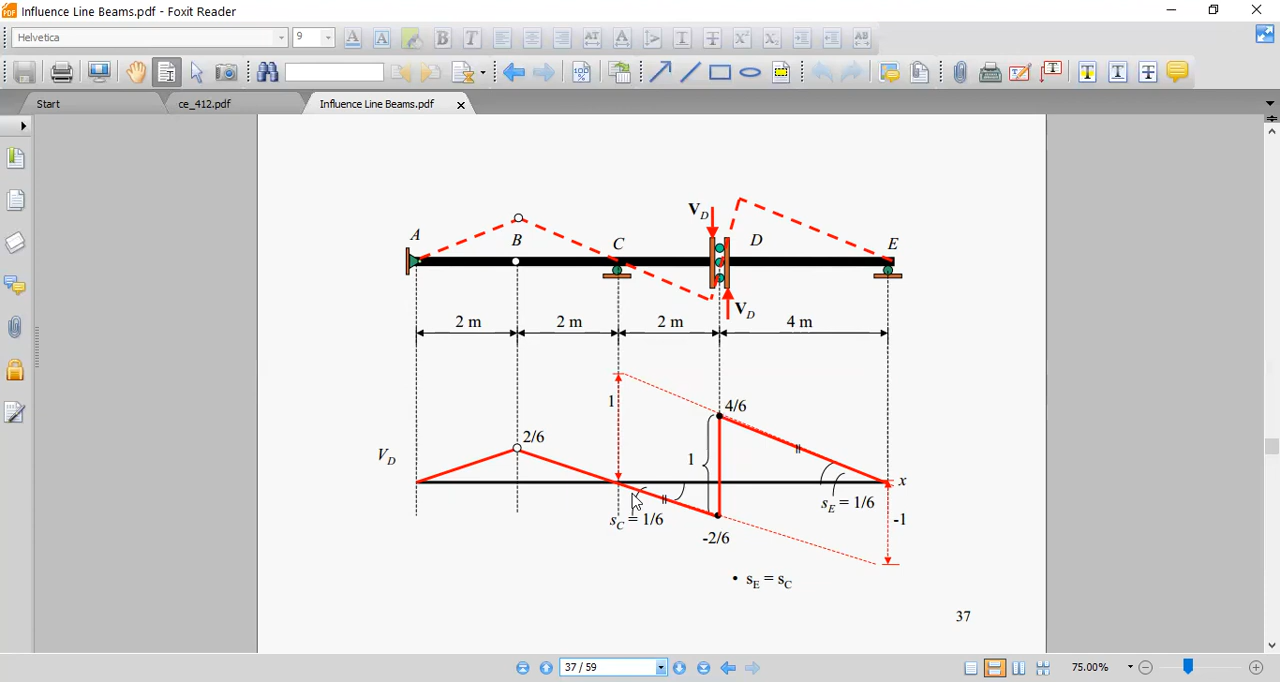 Influence Line Beams.pdf - Foxit Reader
Helvetica 9
Start ce_412.pdf Influence Line Beams.pdf
V_D
A B C D E
V_D
2 m 2 m 2 m 4 m
1
4/6
2/6
V_D
1
x
s_E = 1/6
s_C = 1/6
-1
-2/6
• s_E = s_C
37
37 / 59 75.00%